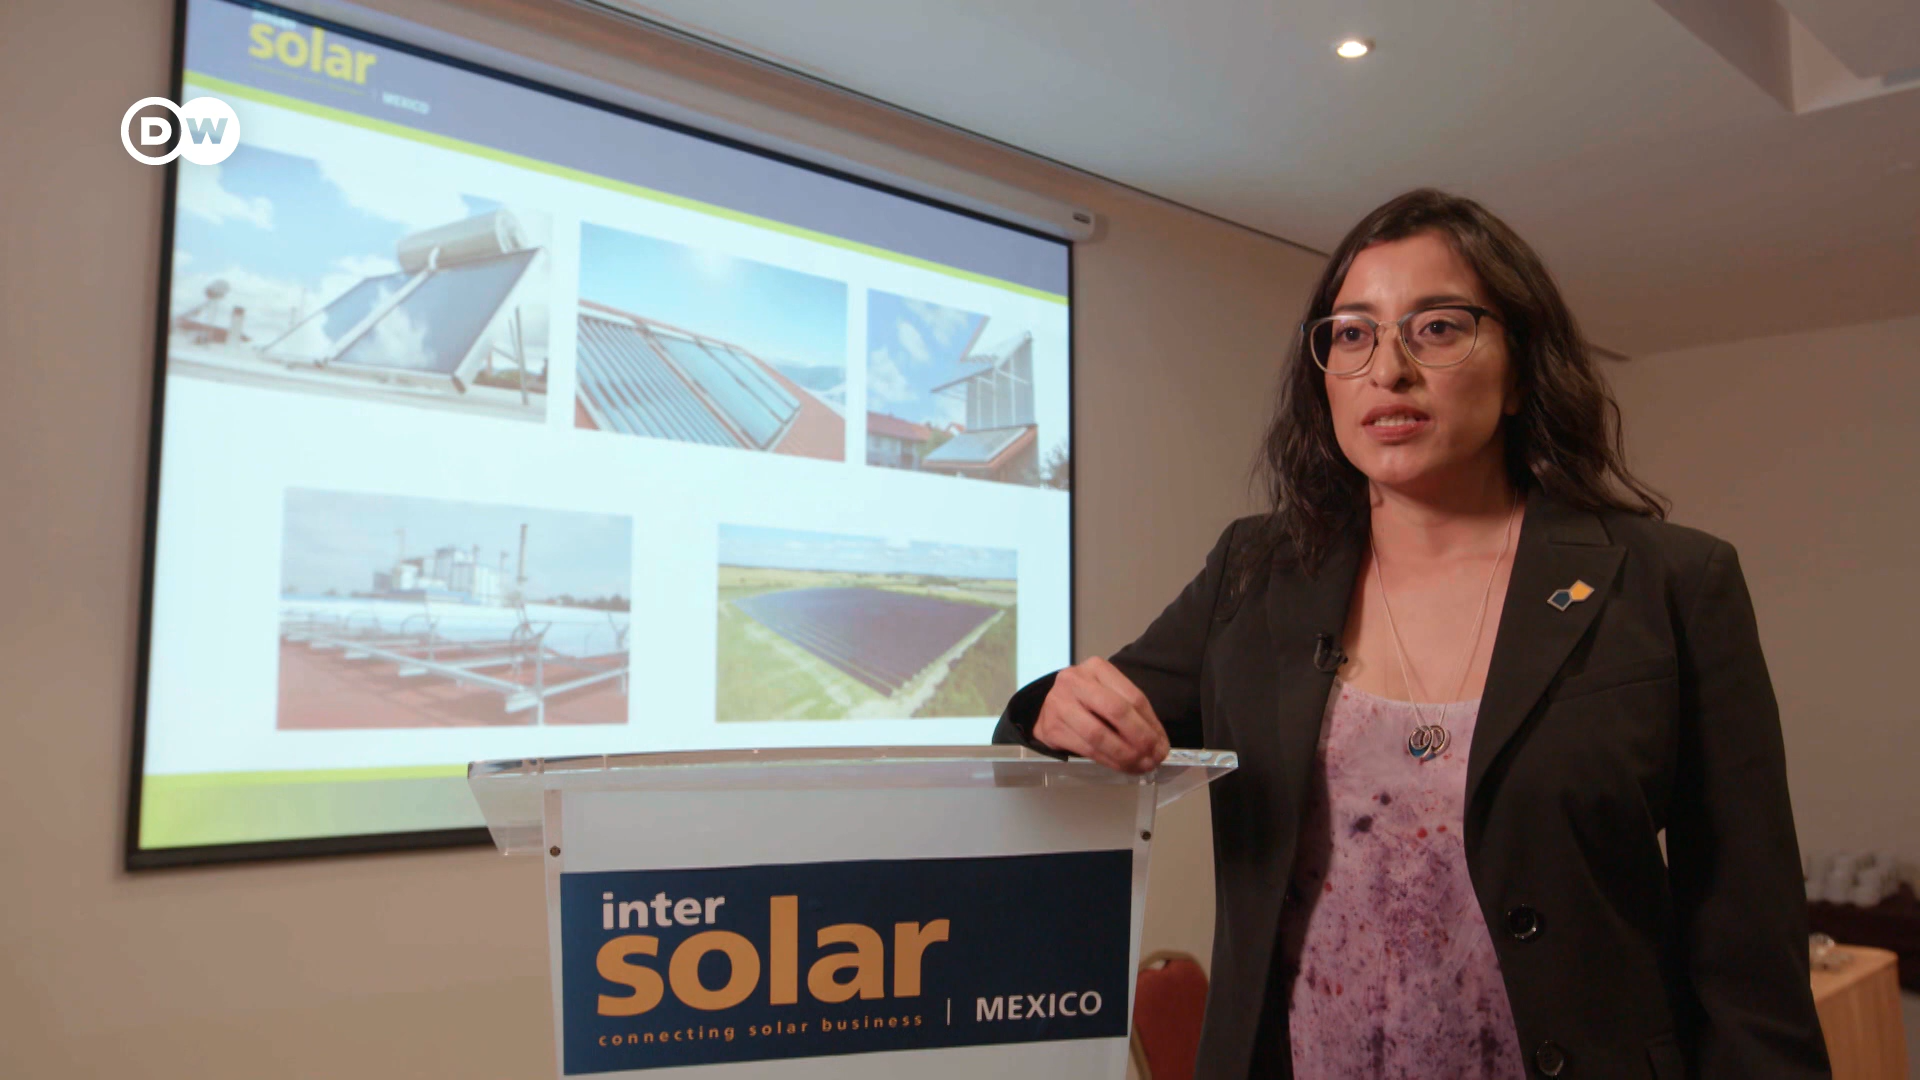 solar
MEXICO
DW
inter
solar
connecting solar business
| MEXICO